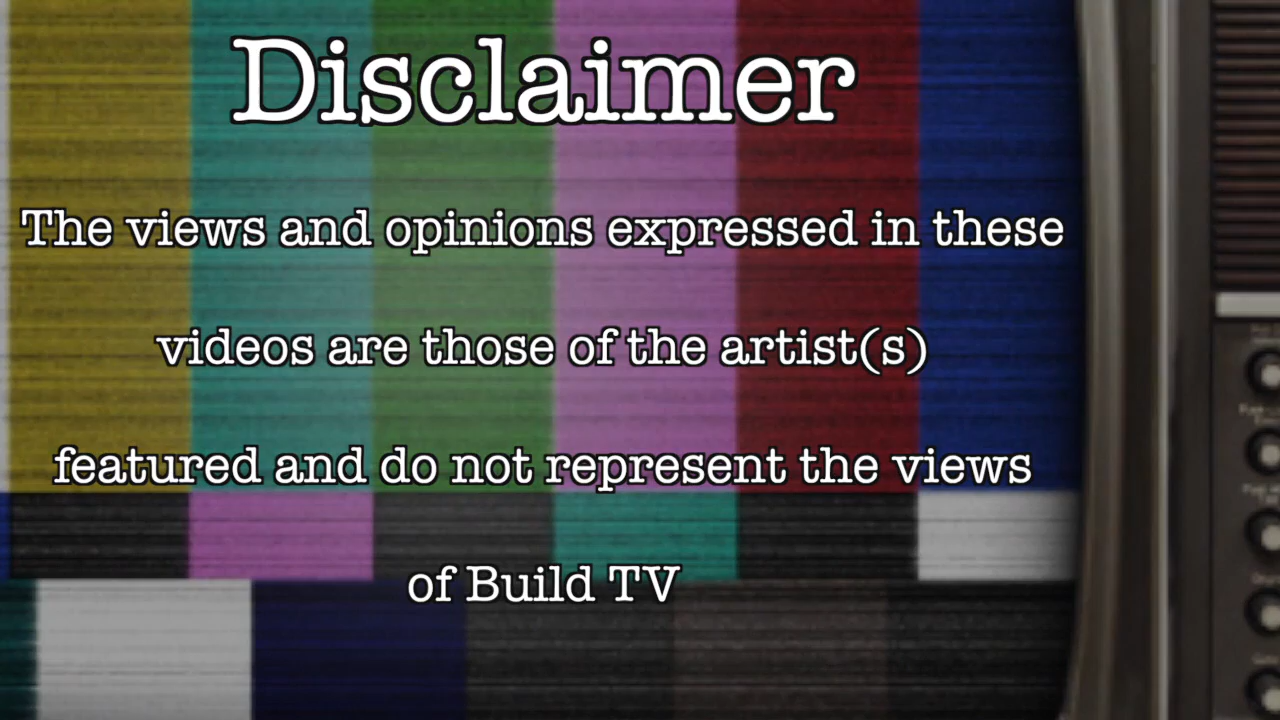 Disclaimer
The views and opinions expressed in these
videos are those of the artist(s)
featured and do not represent the views
of Build TV